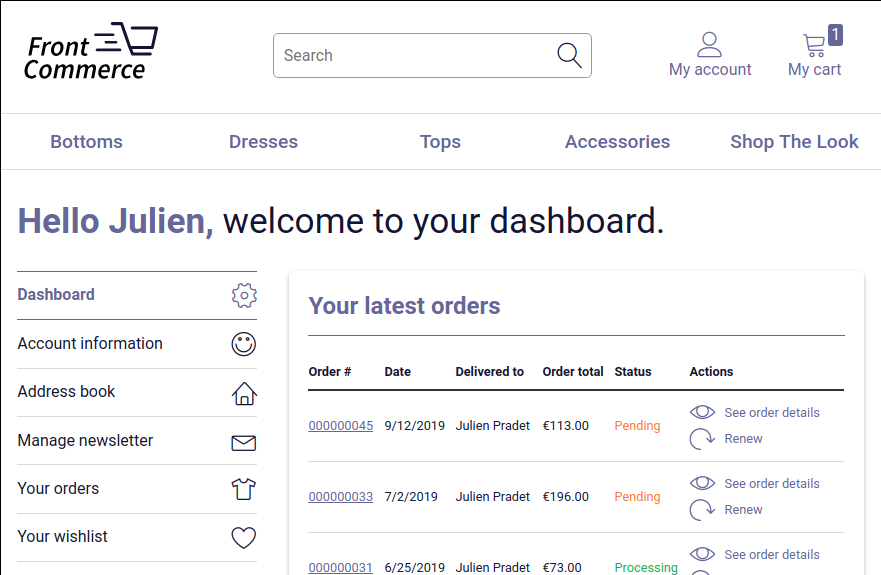 Front
Commerce
Search
My account
1
My cart
Bottoms Dresses Tops Accessories Shop The Look
Hello Julien, welcome to your dashboard.
Dashboard
Account information
Address book
Manage newsletter
Your orders
Your wishlist
Your latest orders
Order # Date Delivered to Order total Status Actions
000000045 9/12/2019 Julien Pradet €113.00 Pending See order details
Renew
000000033 7/2/2019 Julien Pradet €196.00 Pending See order details
Renew
000000031 6/25/2019 Julien Pradet €73.00 Processing See order details